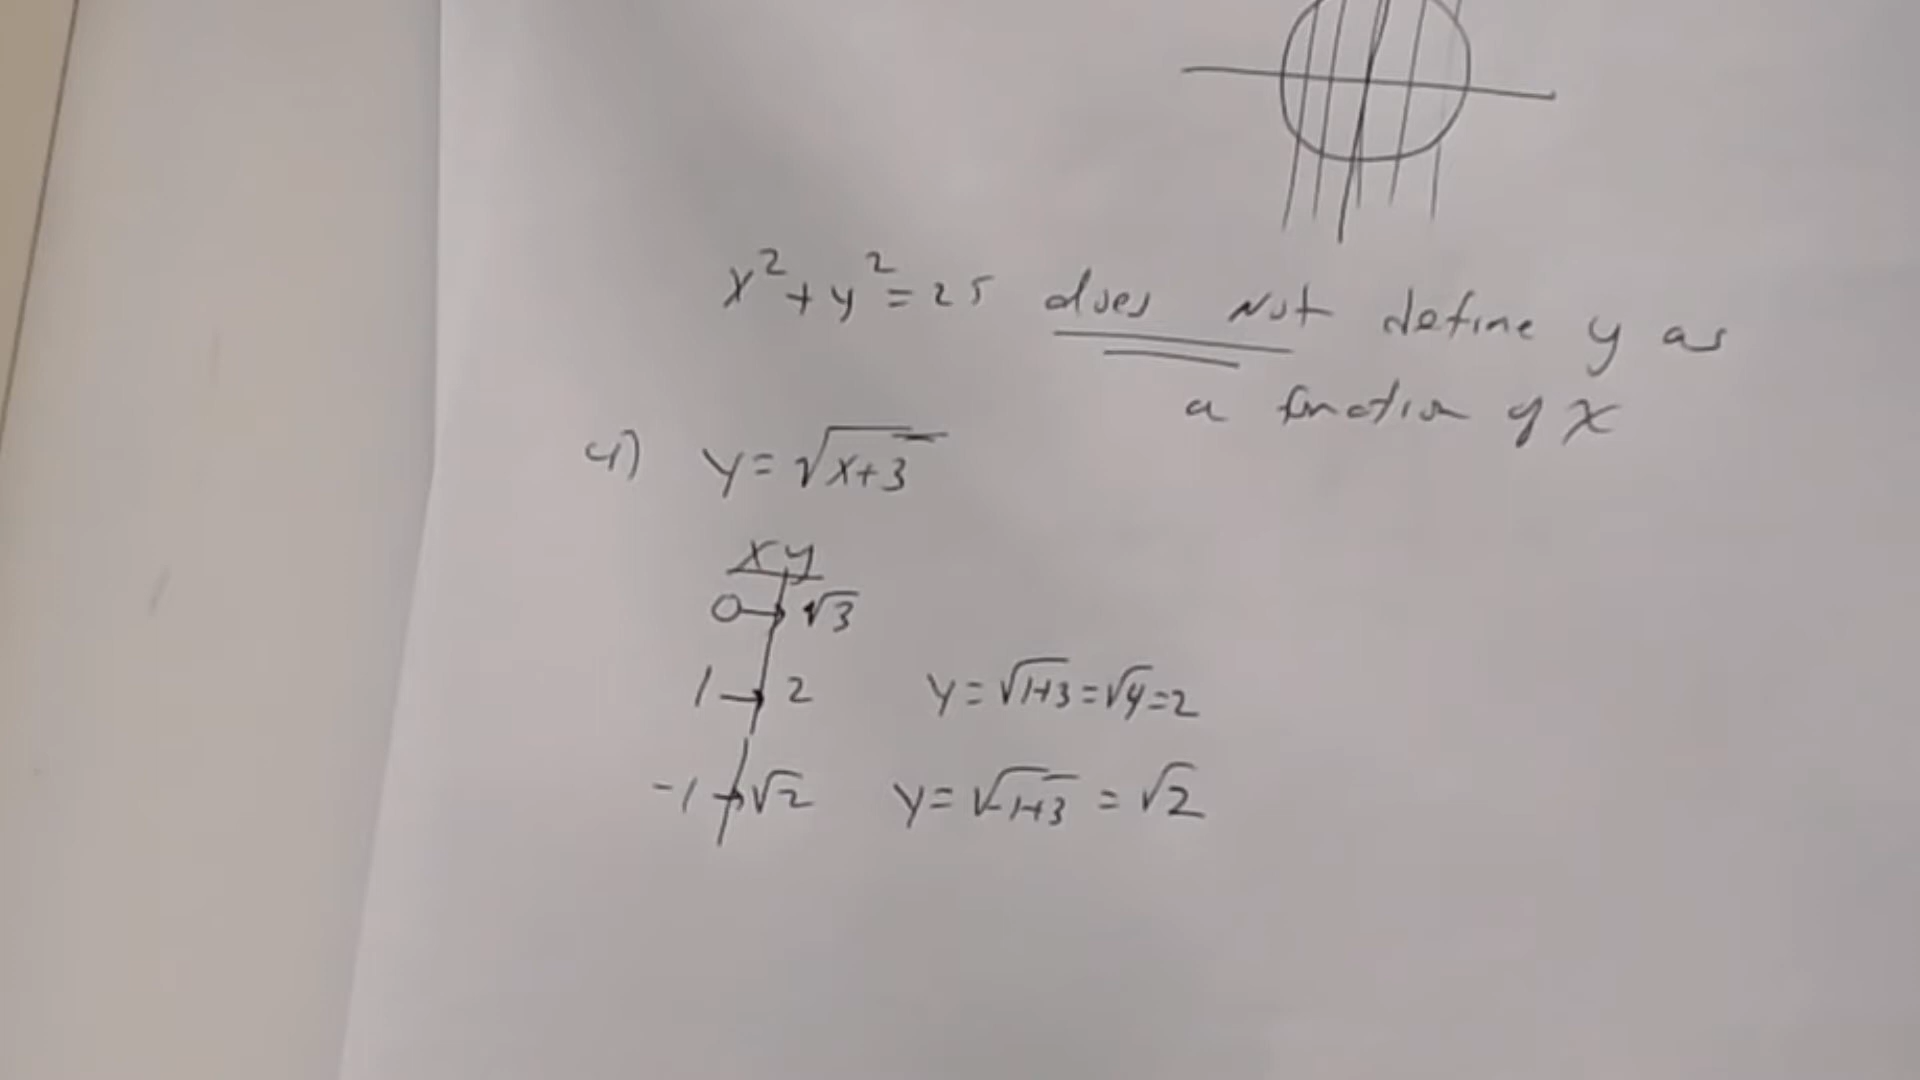 x²+y²=25 does not define y as
a function of x
4) y=√x+3
x y
0→√3
1→2 y=√1+3=√4=2
-1→√2 y=√-1+3=√2